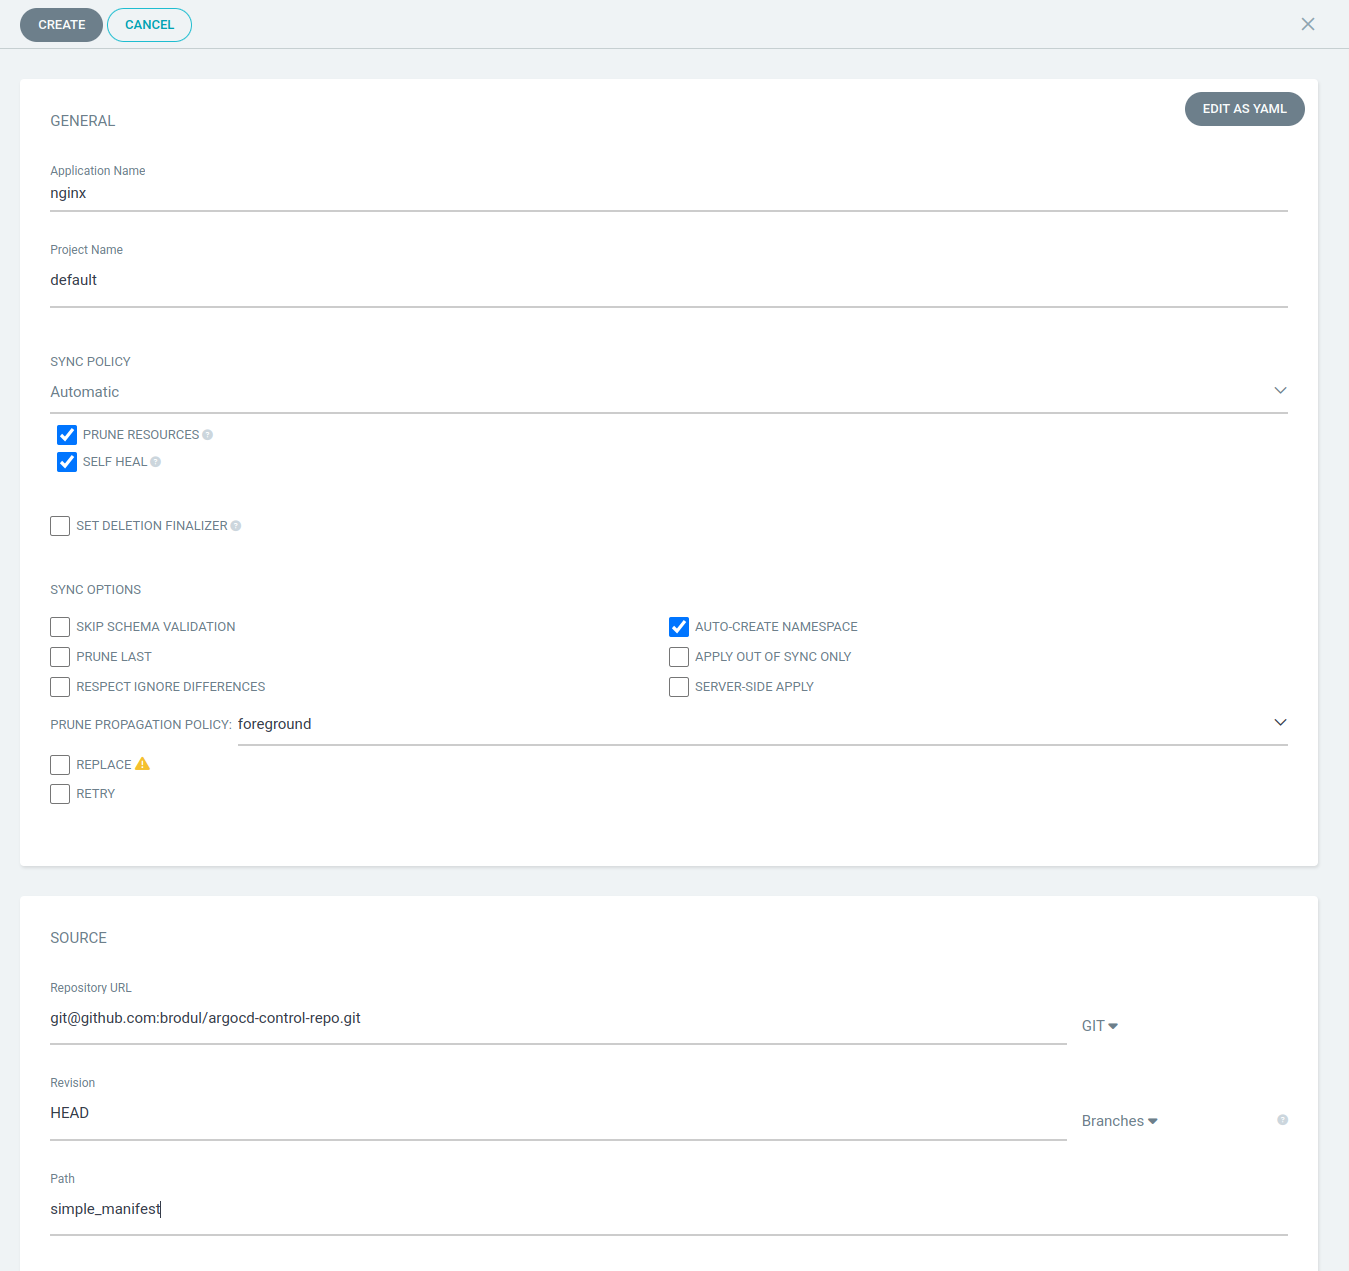 CREATE CANCEL
GENERAL
EDIT AS YAML
Application Name
nginx
Project Name
default
SYNC POLICY
Automatic
PRUNE RESOURCES ?
SELF HEAL ?
SET DELETION FINALIZER ?
SYNC OPTIONS
SKIP SCHEMA VALIDATION
AUTO-CREATE NAMESPACE
PRUNE LAST
APPLY OUT OF SYNC ONLY
RESPECT IGNORE DIFFERENCES
SERVER-SIDE APPLY
PRUNE PROPAGATION POLICY: foreground
REPLACE
RETRY
SOURCE
Repository URL
git@github.com:brodul/argocd-control-repo.git
GIT
Revision
HEAD
Branches ?
Path
simple_manifest